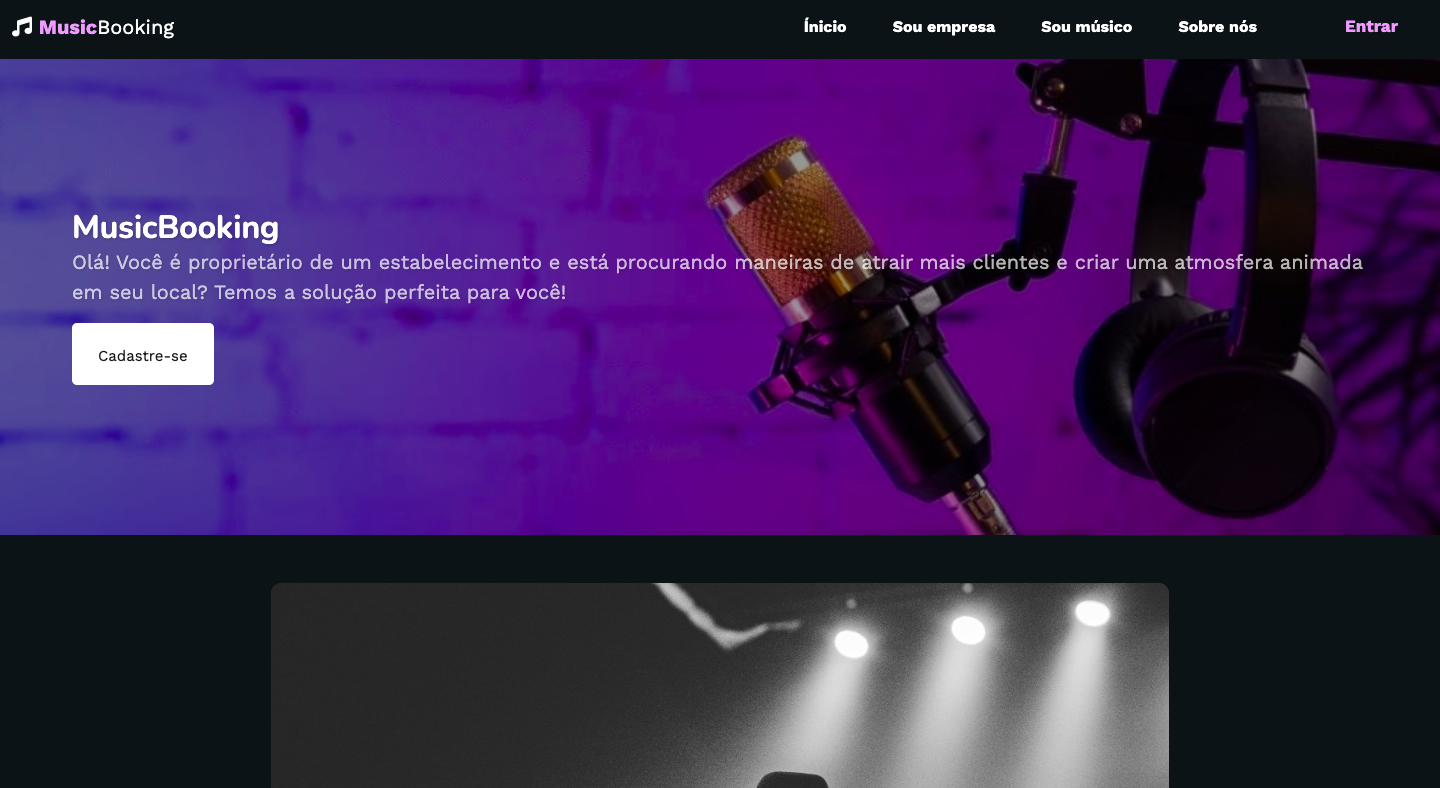 MusicBooking
Ínicio Sou empresa Sou músico Sobre nós Entrar
MusicBooking
Olá! Você é proprietário de um estabelecimento e está procurando maneiras de atrair mais clientes e criar uma atmosfera animada
em seu local? Temos a solução perfeita para você!
Cadastre-se